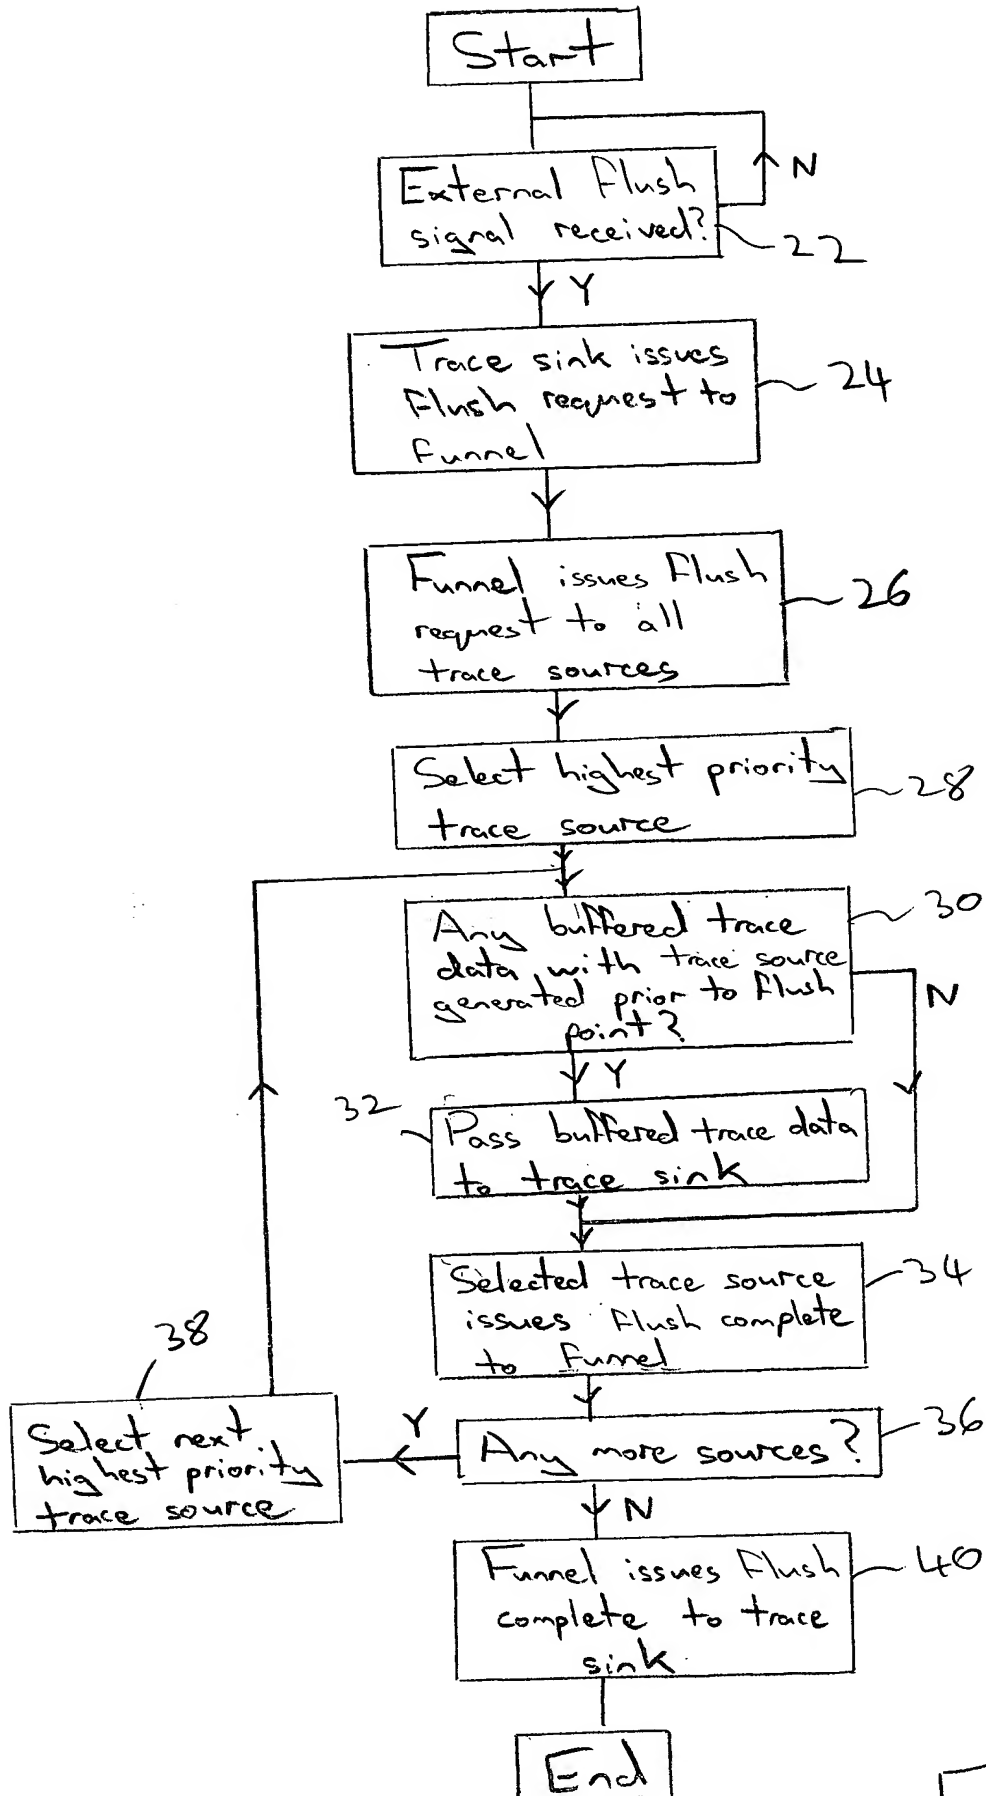 Start
N
External Flush
signal received?
22
Y
Trace sink issues
Flush request to
Funnel
24
Funnel issues Flush
request to all
trace sources
26
Select highest priority
trace source
28
Any buffered trace
data with trace source
generated prior to flush
point?
30
N
Y
32
Pass buffered trace data
to trace sink
Selected trace source
issues Flush complete
to Funnel
34
38
Select next
highest priority
trace source
Y
Any more sources?
36
N
Funnel issues Flush
complete to trace
sink
40
End